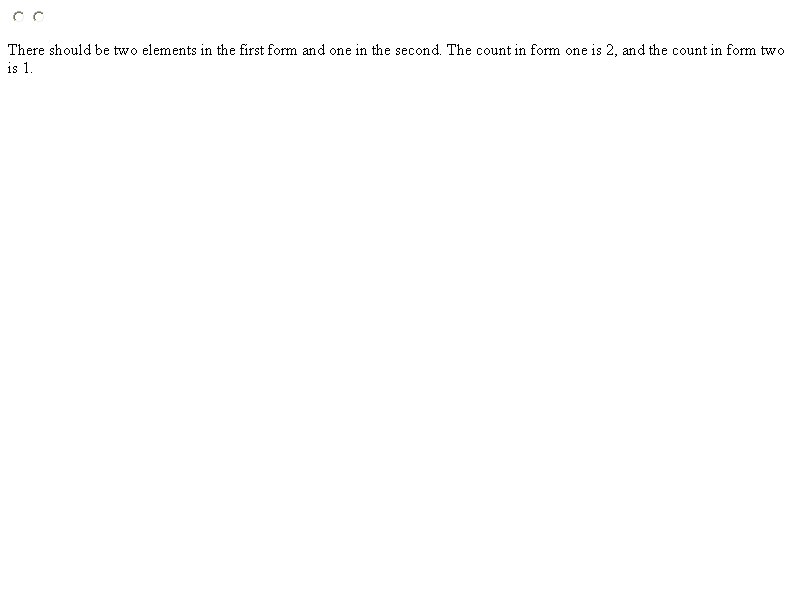 There should be two elements in the first form and one in the second. The count in form one is 2, and the count in form two
is 1.